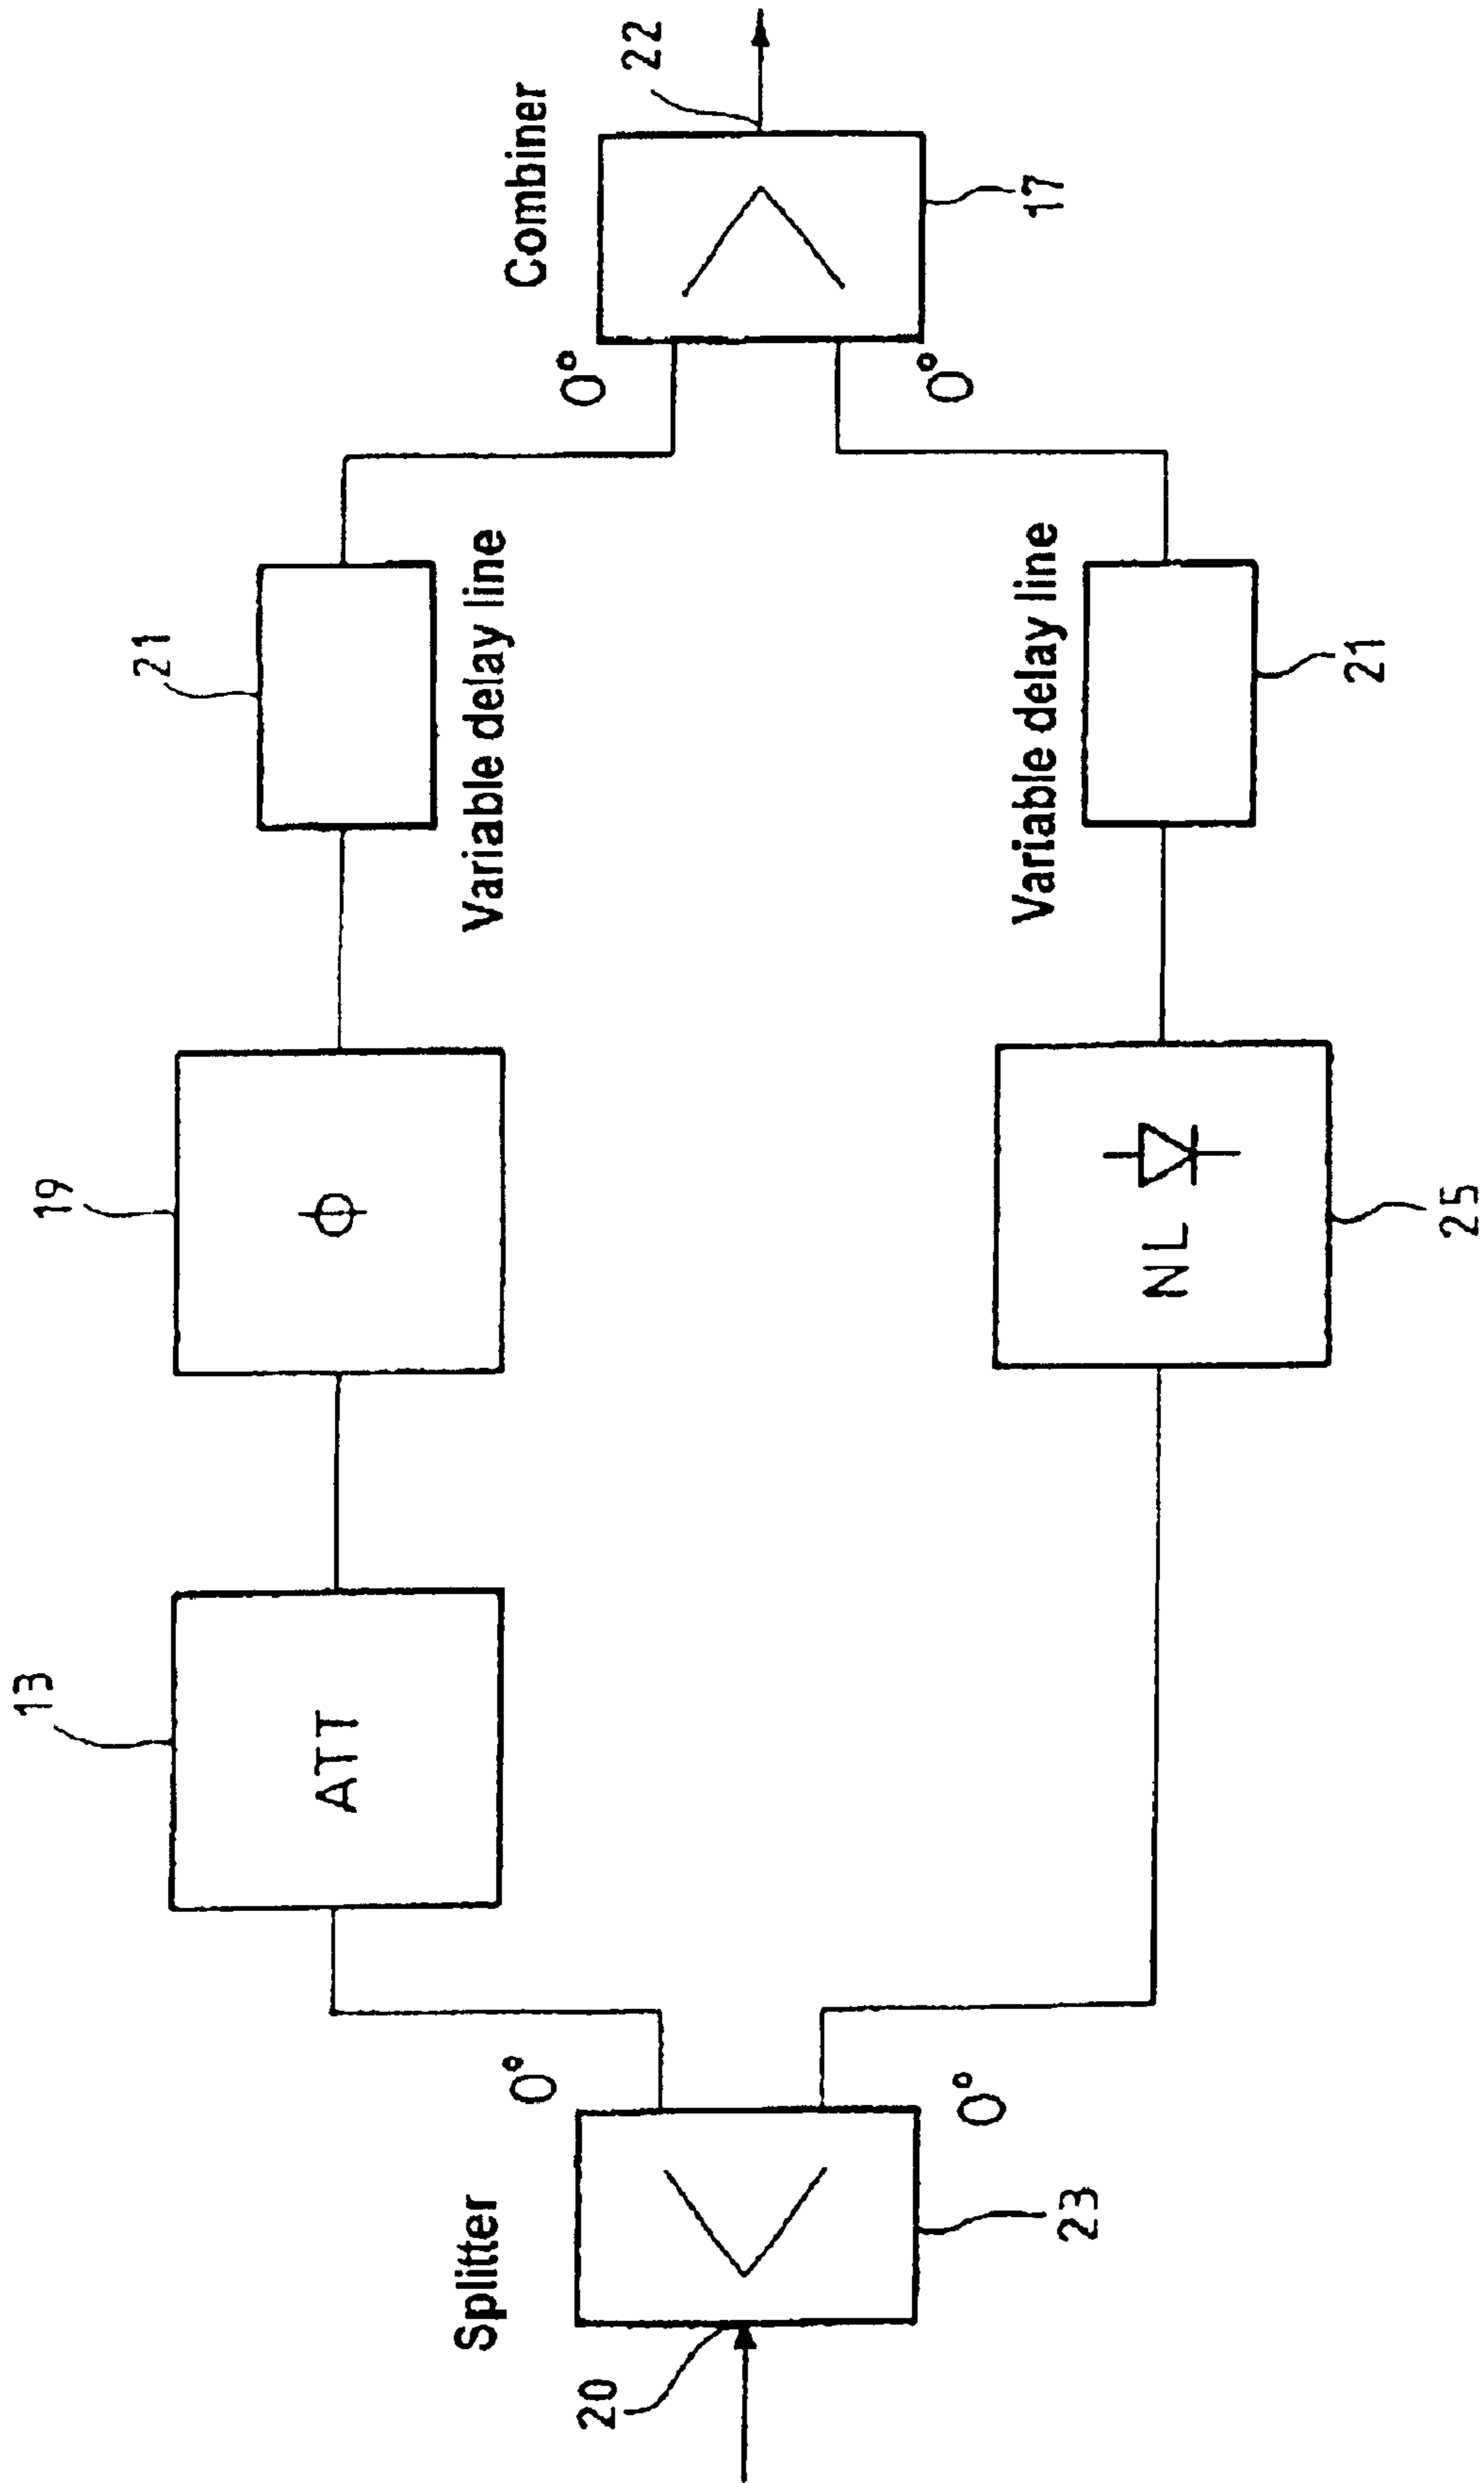 20
Splitter
23
0°
0°
13
ATT
19
Φ
NL
25
21
Variable delay line
Variable delay line
21
0°
0°
Combiner
17
22